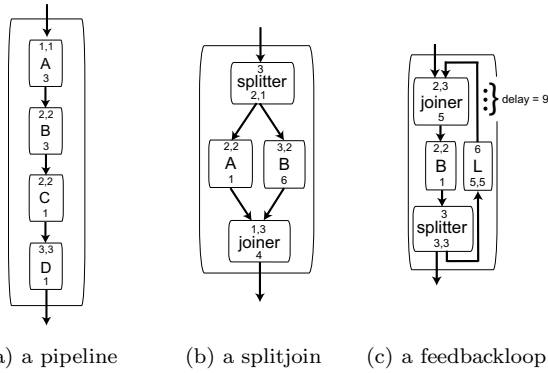 1,1
A
3
2,2
B
3
2,2
C
1
3,3
D
1
3
splitter
2,1
2,2
A
1
3,2
B
6
1,3
joiner
4
2,3
joiner
5
delay = 9
2,2
B
1
6
L
5,5
3
splitter
3,3
a) a pipeline
(b) a splitjoin
(c) a feedbackloop